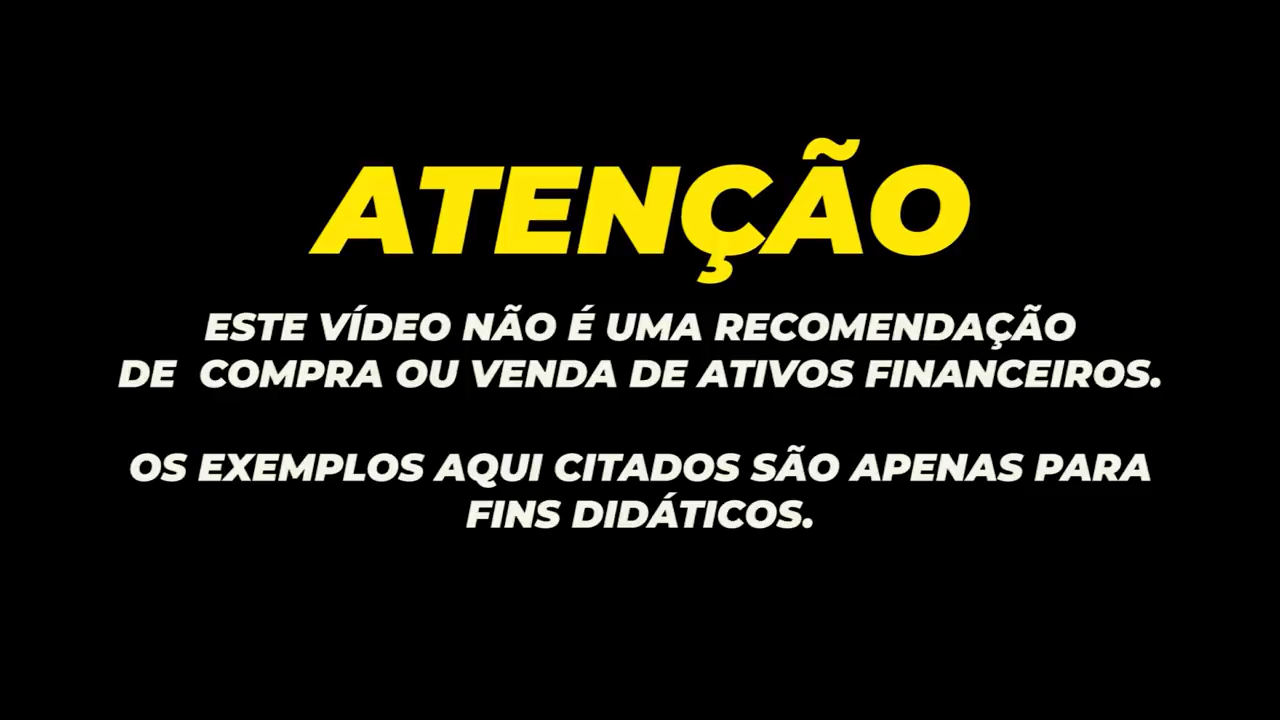 ATENÇÃO
ESTE VÍDEO NÃO É UMA RECOMENDAÇÃO
DE COMPRA OU VENDA DE ATIVOS FINANCEIROS.
OS EXEMPLOS AQUI CITADOS SÃO APENAS PARA
FINS DIDÁTICOS.